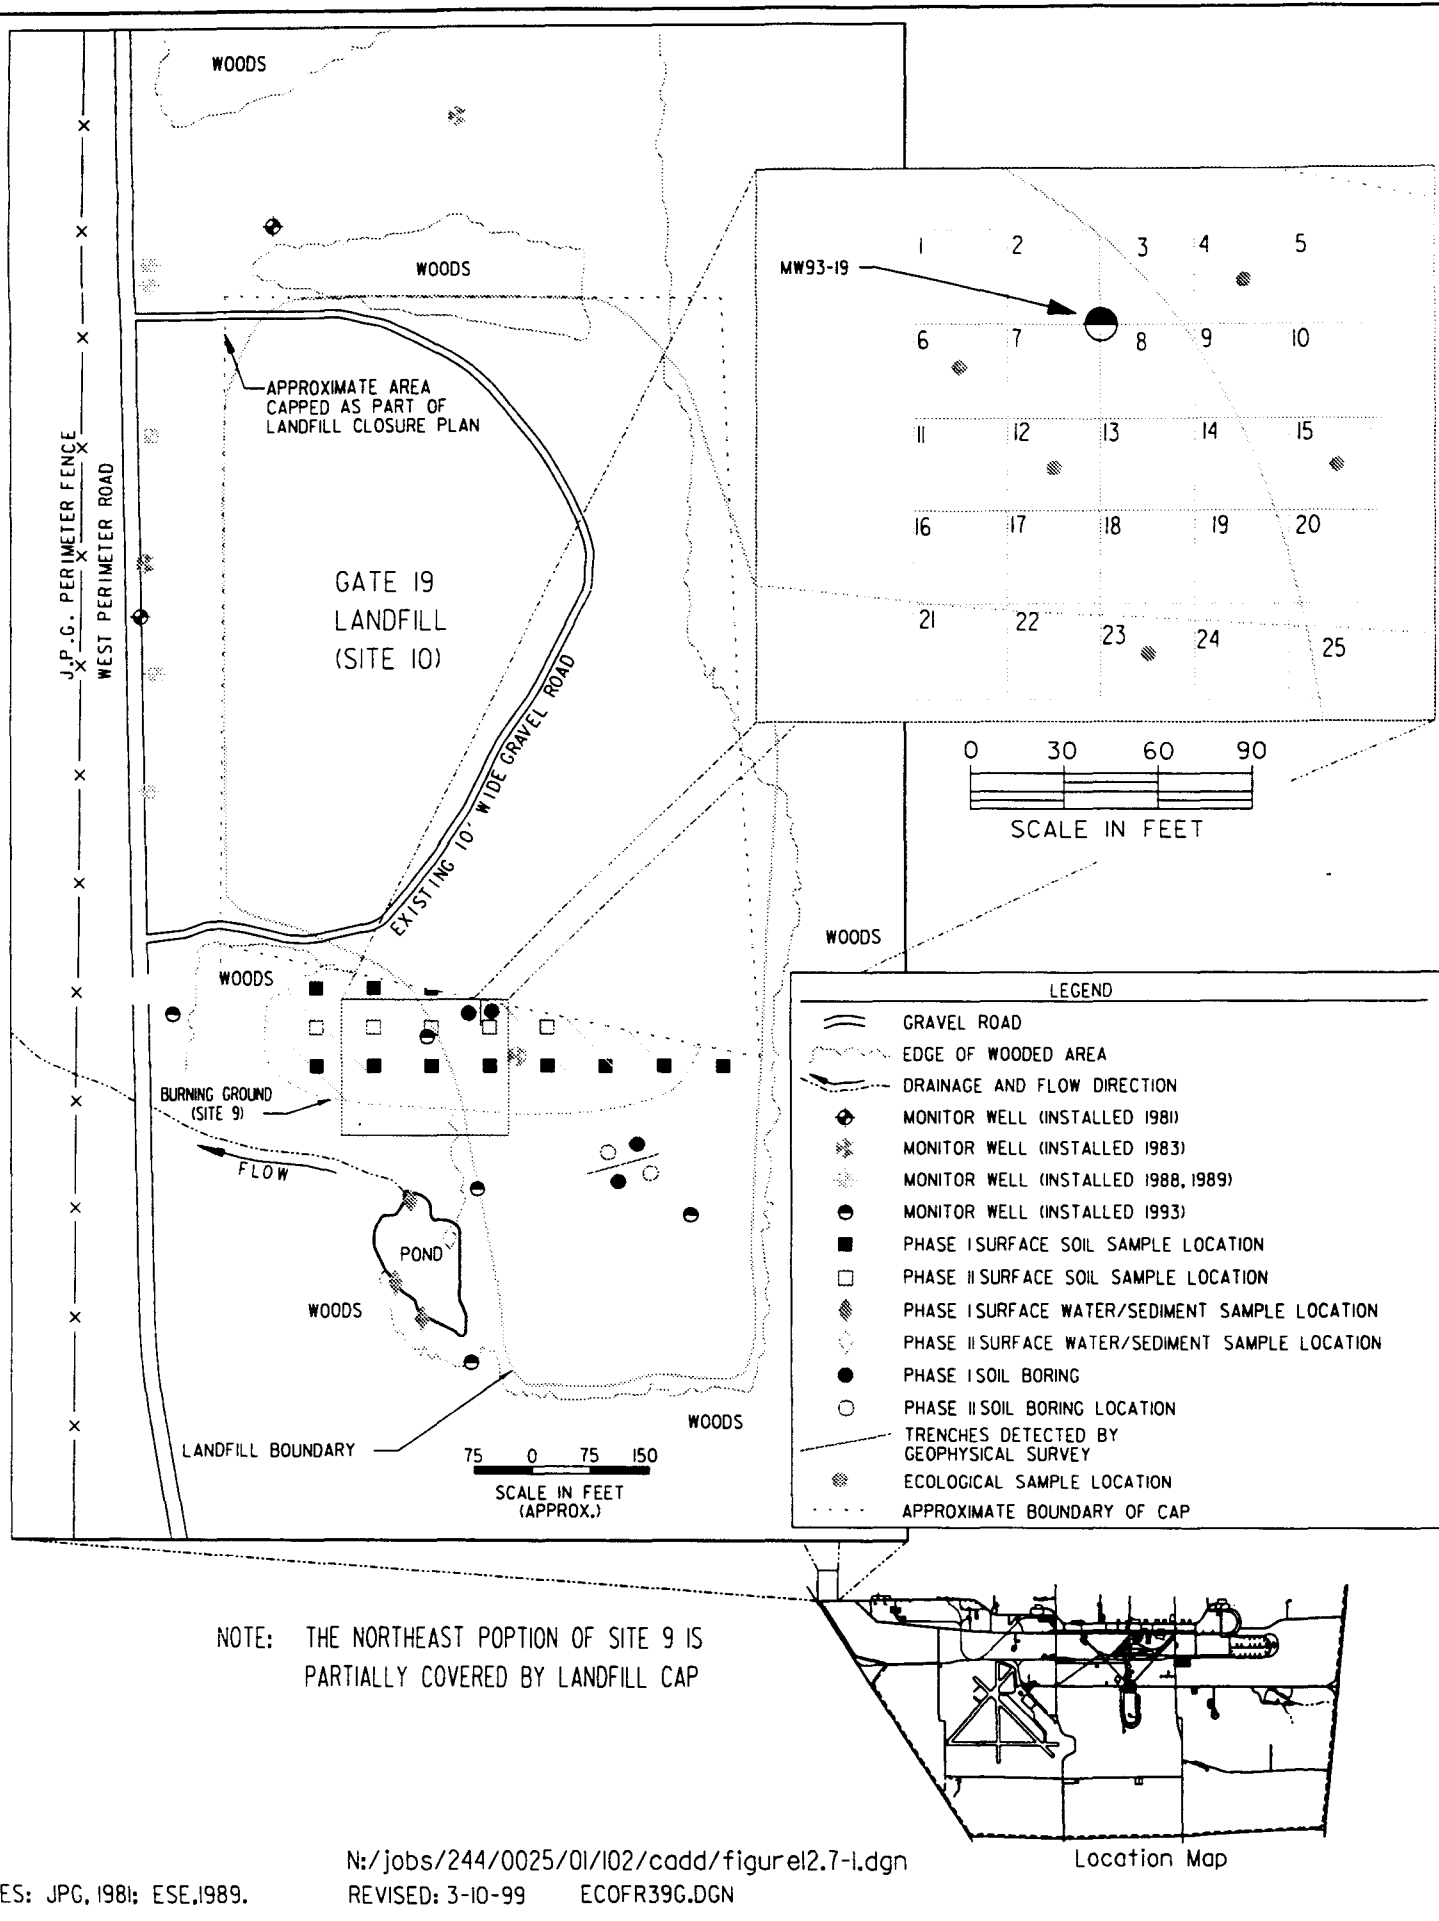 WOODS
WOODS
APPROXIMATE AREA
CAPPED AS PART OF
LANDFILL CLOSURE PLAN
J.P.G. PERIMETER FENCE
WEST PERIMETER ROAD
GATE 19
LANDFILL
(SITE 10)
EXISTING 10' WIDE GRAVEL ROAD
MW93-19
1 2 3 4 5
6 7 8 9 10
11 12 13 14 15
16 17 18 19 20
21 22 23 24 25
0 30 60 90
SCALE IN FEET
WOODS
WOODS
BURNING GROUND
(SITE 9)
FLOW
POND
WOODS
WOODS
LANDFILL BOUNDARY
75 0 75 150
SCALE IN FEET
(APPROX.)
LEGEND
GRAVEL ROAD
EDGE OF WOODED AREA
DRAINAGE AND FLOW DIRECTION
MONITOR WELL (INSTALLED 1981)
MONITOR WELL (INSTALLED 1983)
MONITOR WELL (INSTALLED 1988, 1989)
MONITOR WELL (INSTALLED 1993)
PHASE I SURFACE SOIL SAMPLE LOCATION
PHASE II SURFACE SOIL SAMPLE LOCATION
PHASE I SURFACE WATER/SEDIMENT SAMPLE LOCATION
PHASE II SURFACE WATER/SEDIMENT SAMPLE LOCATION
PHASE I SOIL BORING
PHASE II SOIL BORING LOCATION
TRENCHES DETECTED BY
GEOPHYSICAL SURVEY
ECOLOGICAL SAMPLE LOCATION
APPROXIMATE BOUNDARY OF CAP
NOTE: THE NORTHEAST POPTION OF SITE 9 IS
PARTIALLY COVERED BY LANDFILL CAP
Location Map
N:/jobs/244/0025/01/102/cadd/figure12.7-1.dgn
ES: JPG, 1981; ESE,1989.
REVISED: 3-10-99 ECOFR39G.DGN